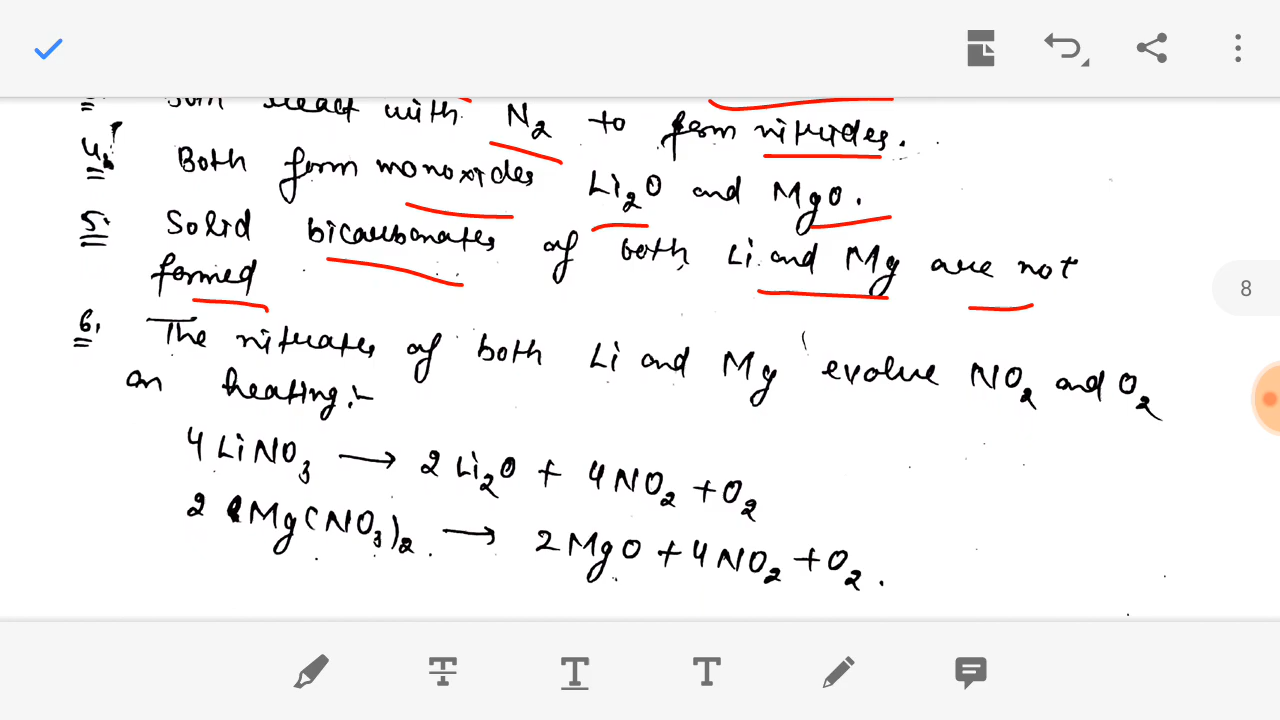 react with N2 to form nitrides.
4. Both form monoxides Li2O and MgO.
5. Solid bicarbonates of both Li and Mg are not
formed
6. The nitrates of both Li and Mg evolve NO2 and O2
on heating:-
4LiNO3 → 2Li2O + 4NO2 + O2
2 Mg(NO3)2 → 2MgO + 4NO2 + O2.
8
T T T